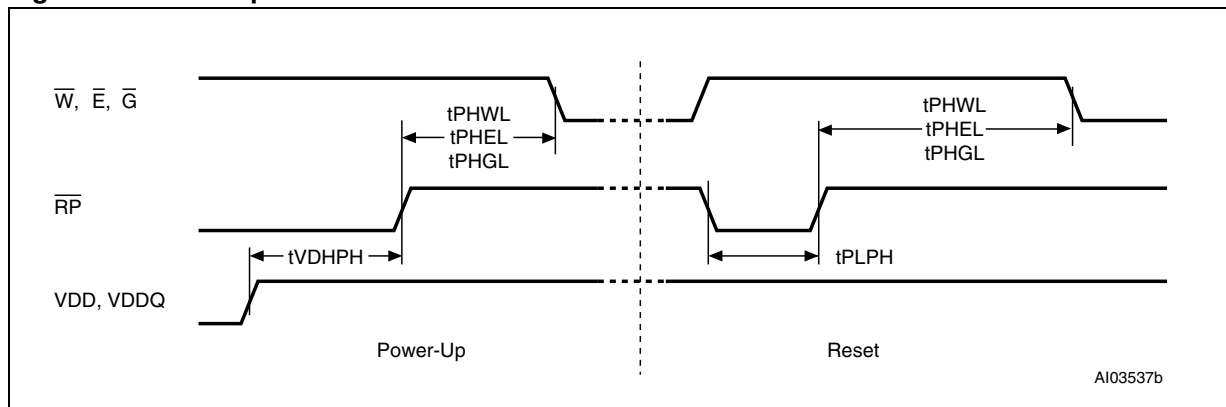 W, E, G
tPHWL
tPHEL
tPHGL
tPHWL
tPHEL
tPHGL
RP
tVDHPH
tPLPH
VDD, VDDQ
Power-Up
Reset
AI03537b